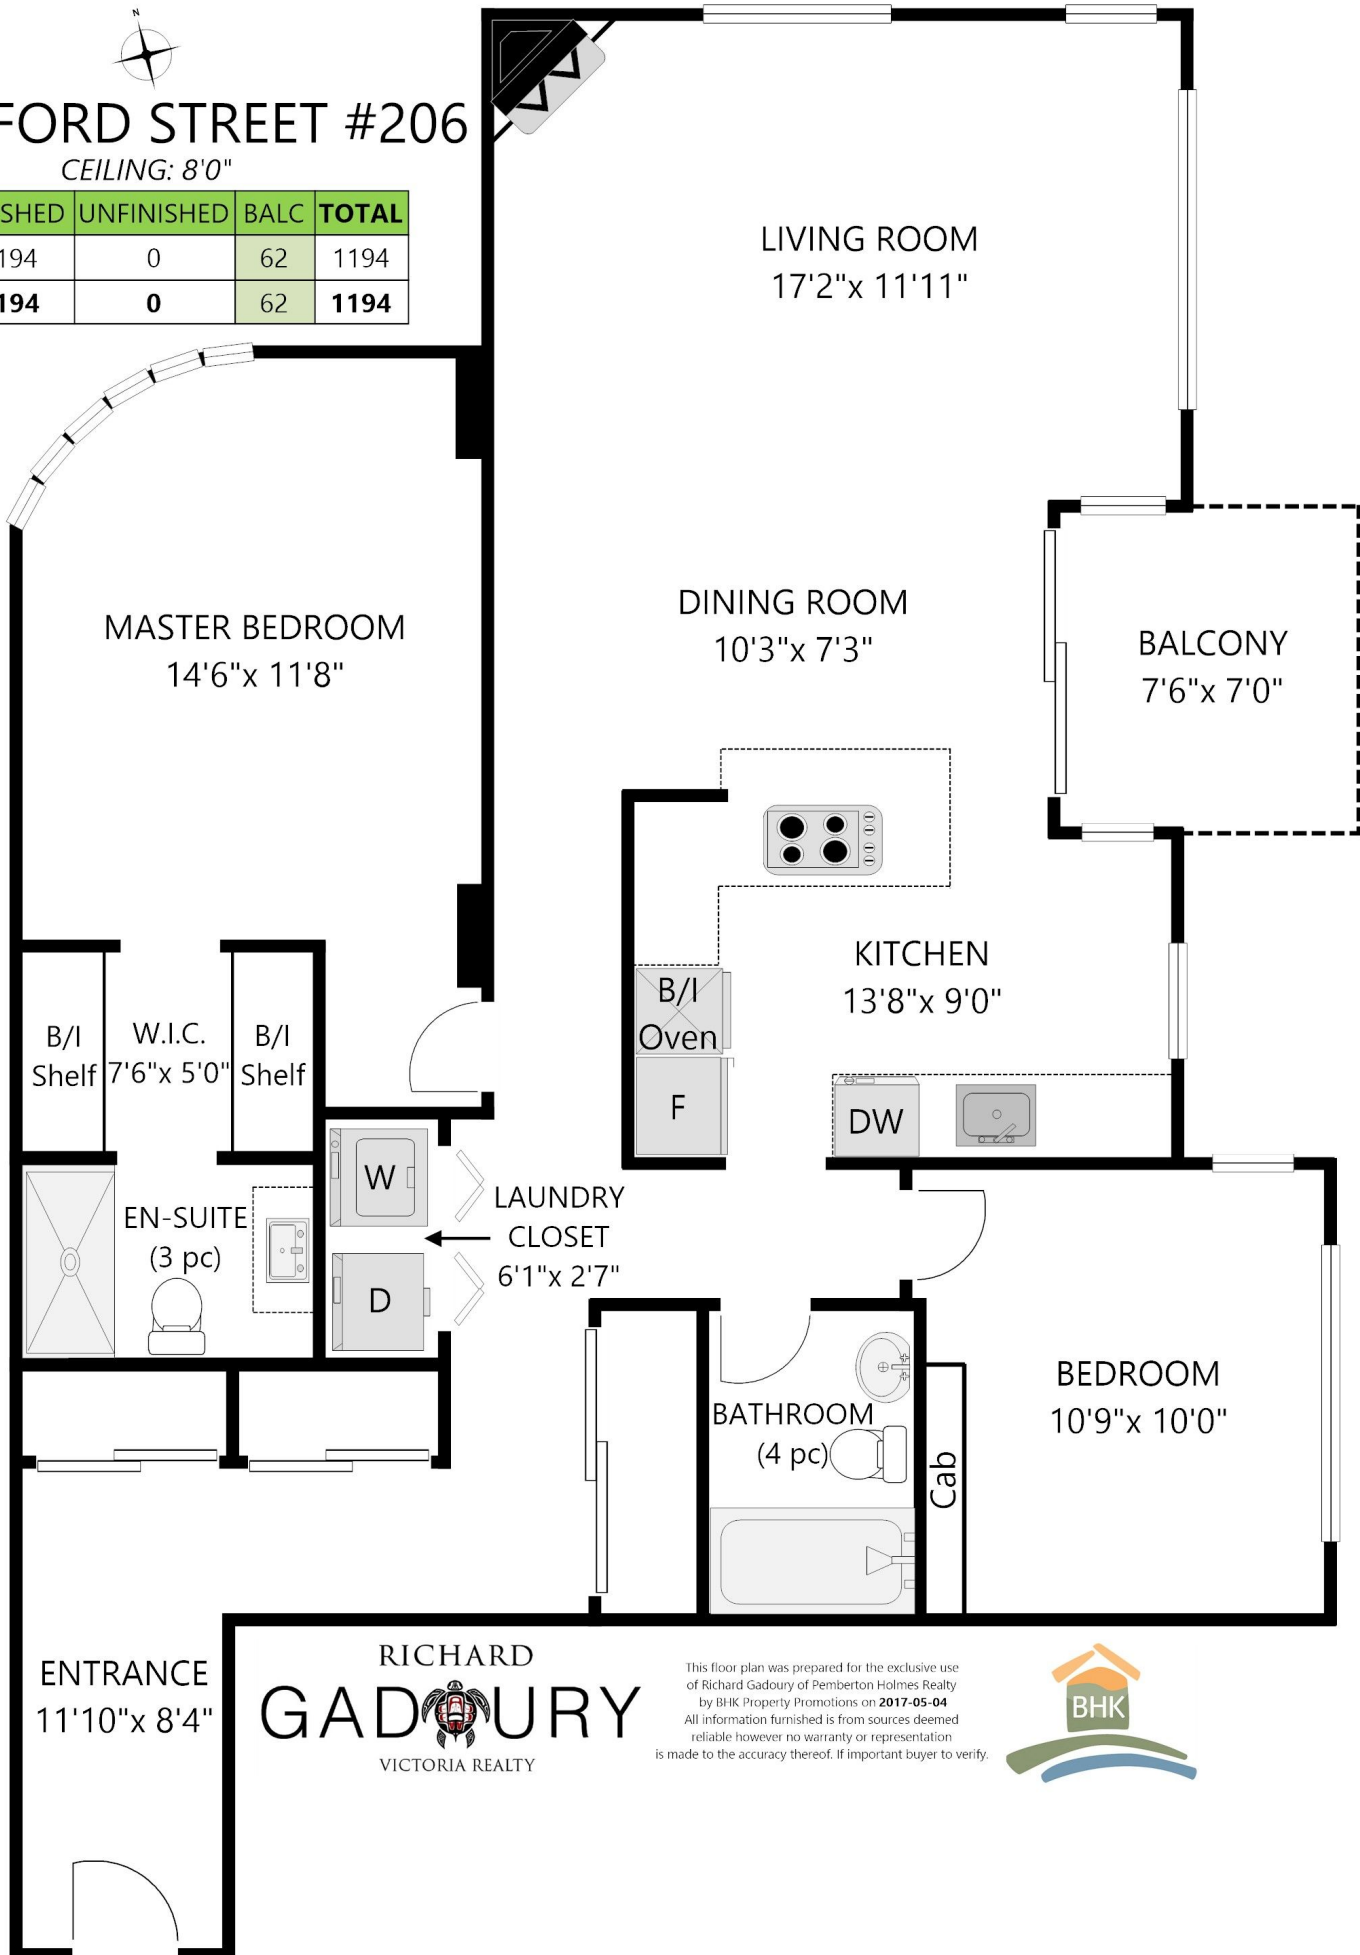 N
FORD STREET #206
CEILING: 8'0"
SHED UNFINISHED BALC TOTAL
194 0 62 1194
194 0 62 1194
LIVING ROOM
17'2"x 11'11"
MASTER BEDROOM
14'6"x 11'8"
DINING ROOM
10'3"x 7'3"
BALCONY
7'6"x 7'0"
KITCHEN
13'8"x 9'0"
B/I
Oven
F
DW
B/I
Shelf
W.I.C.
7'6"x 5'0"
B/I
Shelf
EN-SUITE
(3 pc)
W
D
LAUNDRY
CLOSET
6'1"x 2'7"
BATHROOM
(4 pc)
Cab
BEDROOM
10'9"x 10'0"
ENTRANCE
11'10"x 8'4"
RICHARD
GADOURY
VICTORIA REALTY
This floor plan was prepared for the exclusive use
of Richard Gadoury of Pemberton Holmes Realty
by BHK Property Promotions on 2017-05-04
All information furnished is from sources deemed
reliable however no warranty or representation
is made to the accuracy thereof. If important buyer to verify.
BHK